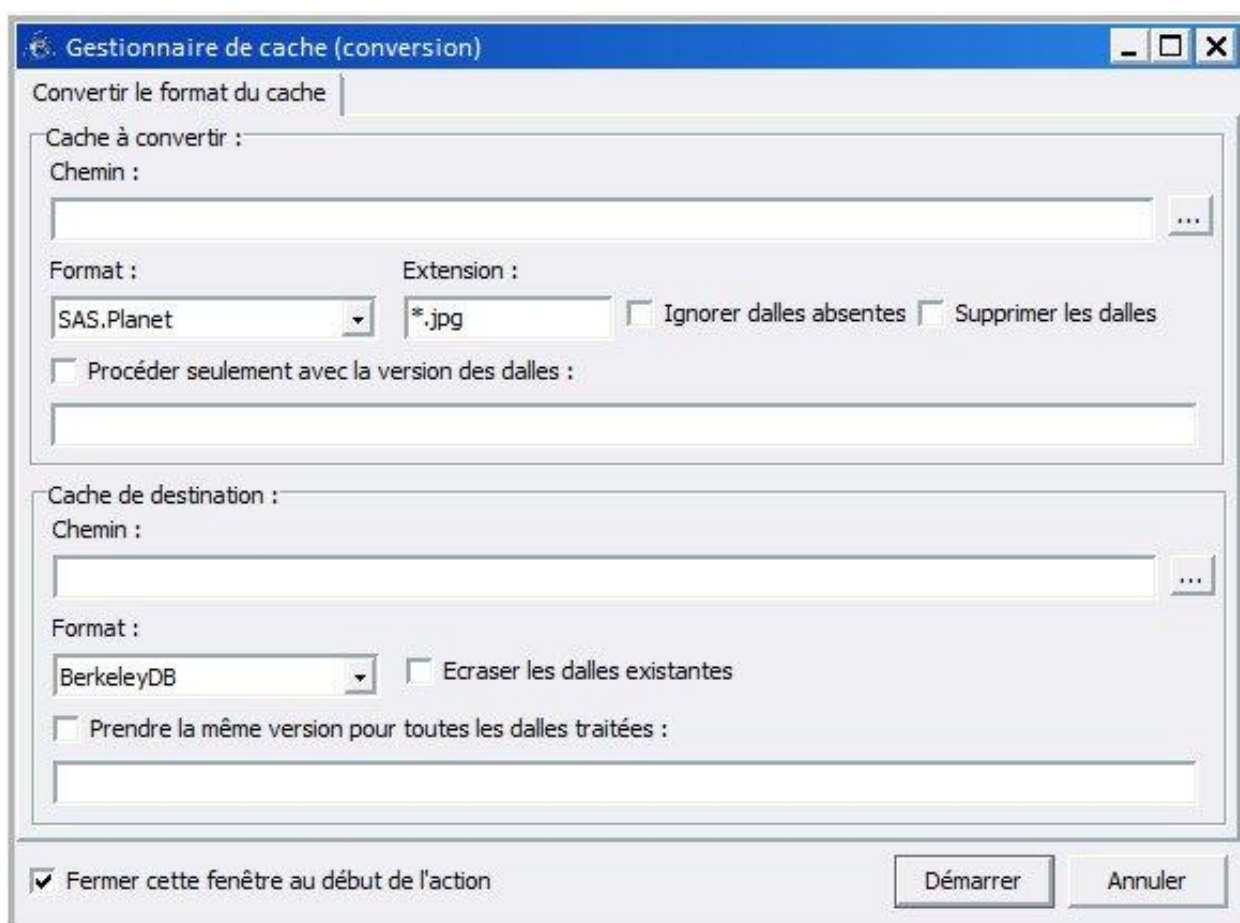 Gestionnaire de cache (conversion)
Convertir le format du cache
Cache à convertir :
Chemin :
...
Format :
Extension :
SAS.Planet
*.jpg
Ignorer dalles absentes
Supprimer les dalles
Procéder seulement avec la version des dalles :
Cache de destination :
Chemin :
...
Format :
BerkeleyDB
Ecraser les dalles existantes
Prendre la même version pour toutes les dalles traitées :
Fermer cette fenêtre au début de l'action
Démarrer
Annuler